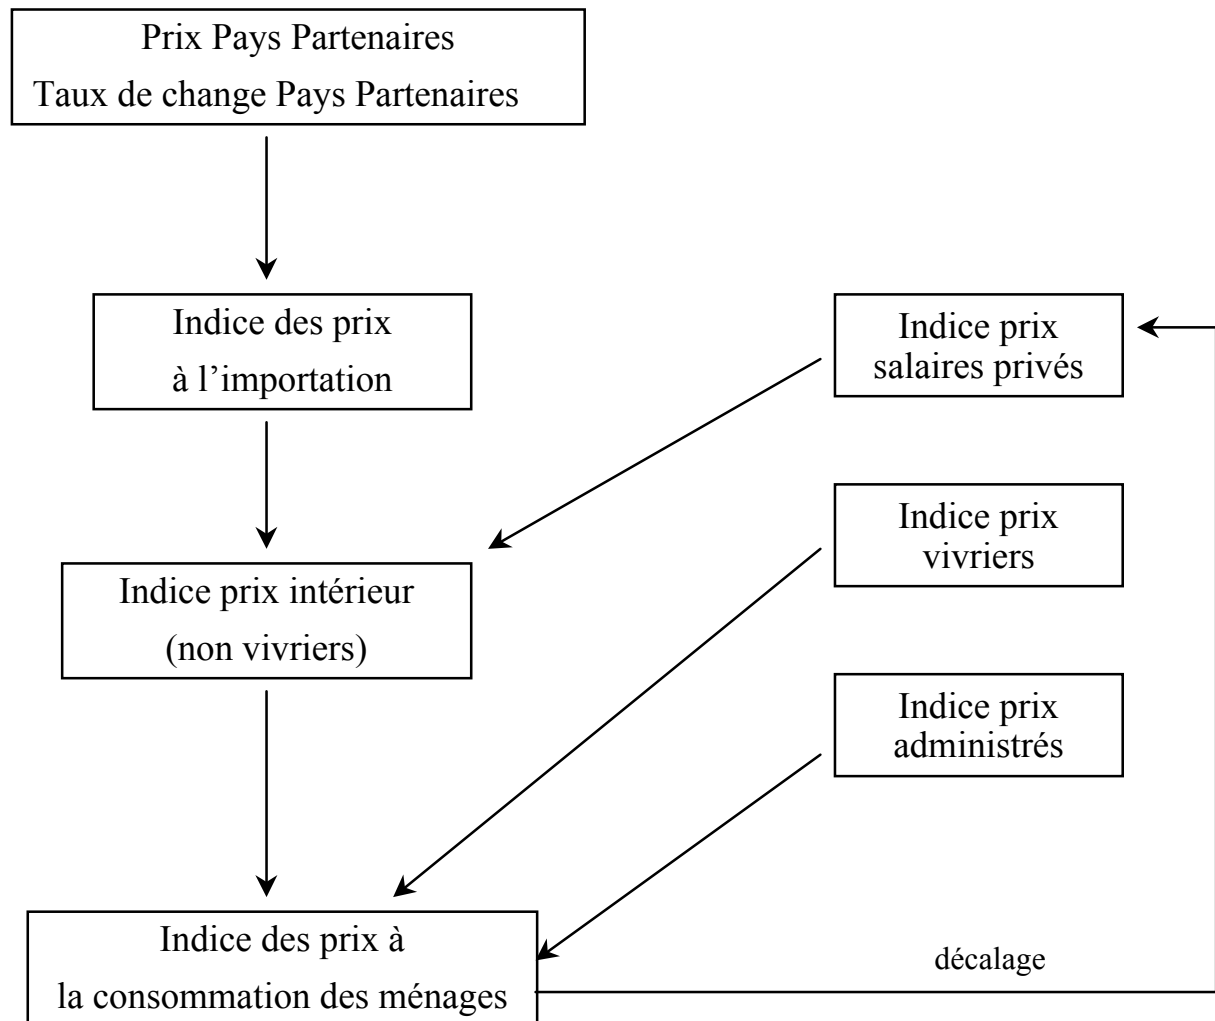 Prix Pays Partenaires
Taux de change Pays Partenaires
Indice des prix
à l’importation
Indice prix
salaires privés
Indice prix
vivriers
Indice prix intérieur
(non vivriers)
Indice prix
administrés
Indice des prix à
la consommation des ménages
décalage